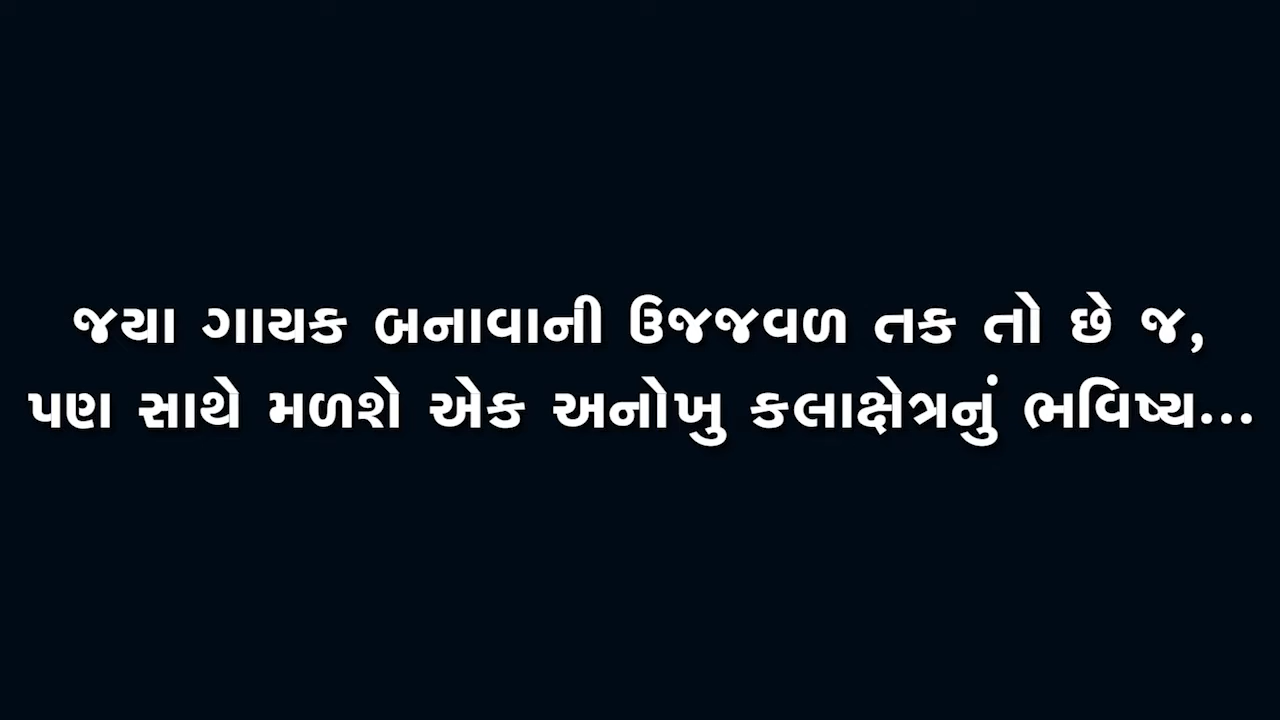 જયા ગાયક બનાવાની ઉજજવળ તક તો છે જ,
પણ સાથે મળશે એક અનોખુ કલાક્ષેત્રનું ભવિષ્ય...